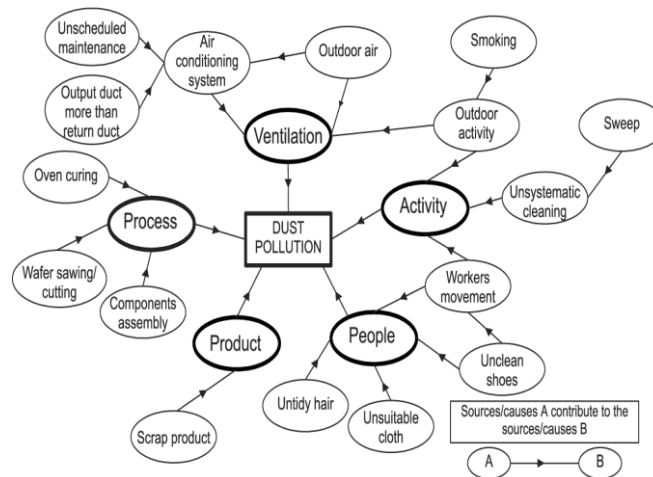 Unscheduled
maintenance
Air
conditioning
system
Outdoor air
Smoking
Output duct
more than
return duct
Ventilation
Outdoor
activity
Sweep
Oven curing
Process
DUST
POLLUTION
Activity
Unsystematic
cleaning
Wafer sawing/
cutting
Components
assembly
Workers
movement
Product
People
Unclean
shoes
Untidy hair
Unsuitable
cloth
Scrap product
Sources/causes A contribute to the
sources/causes B
A
B